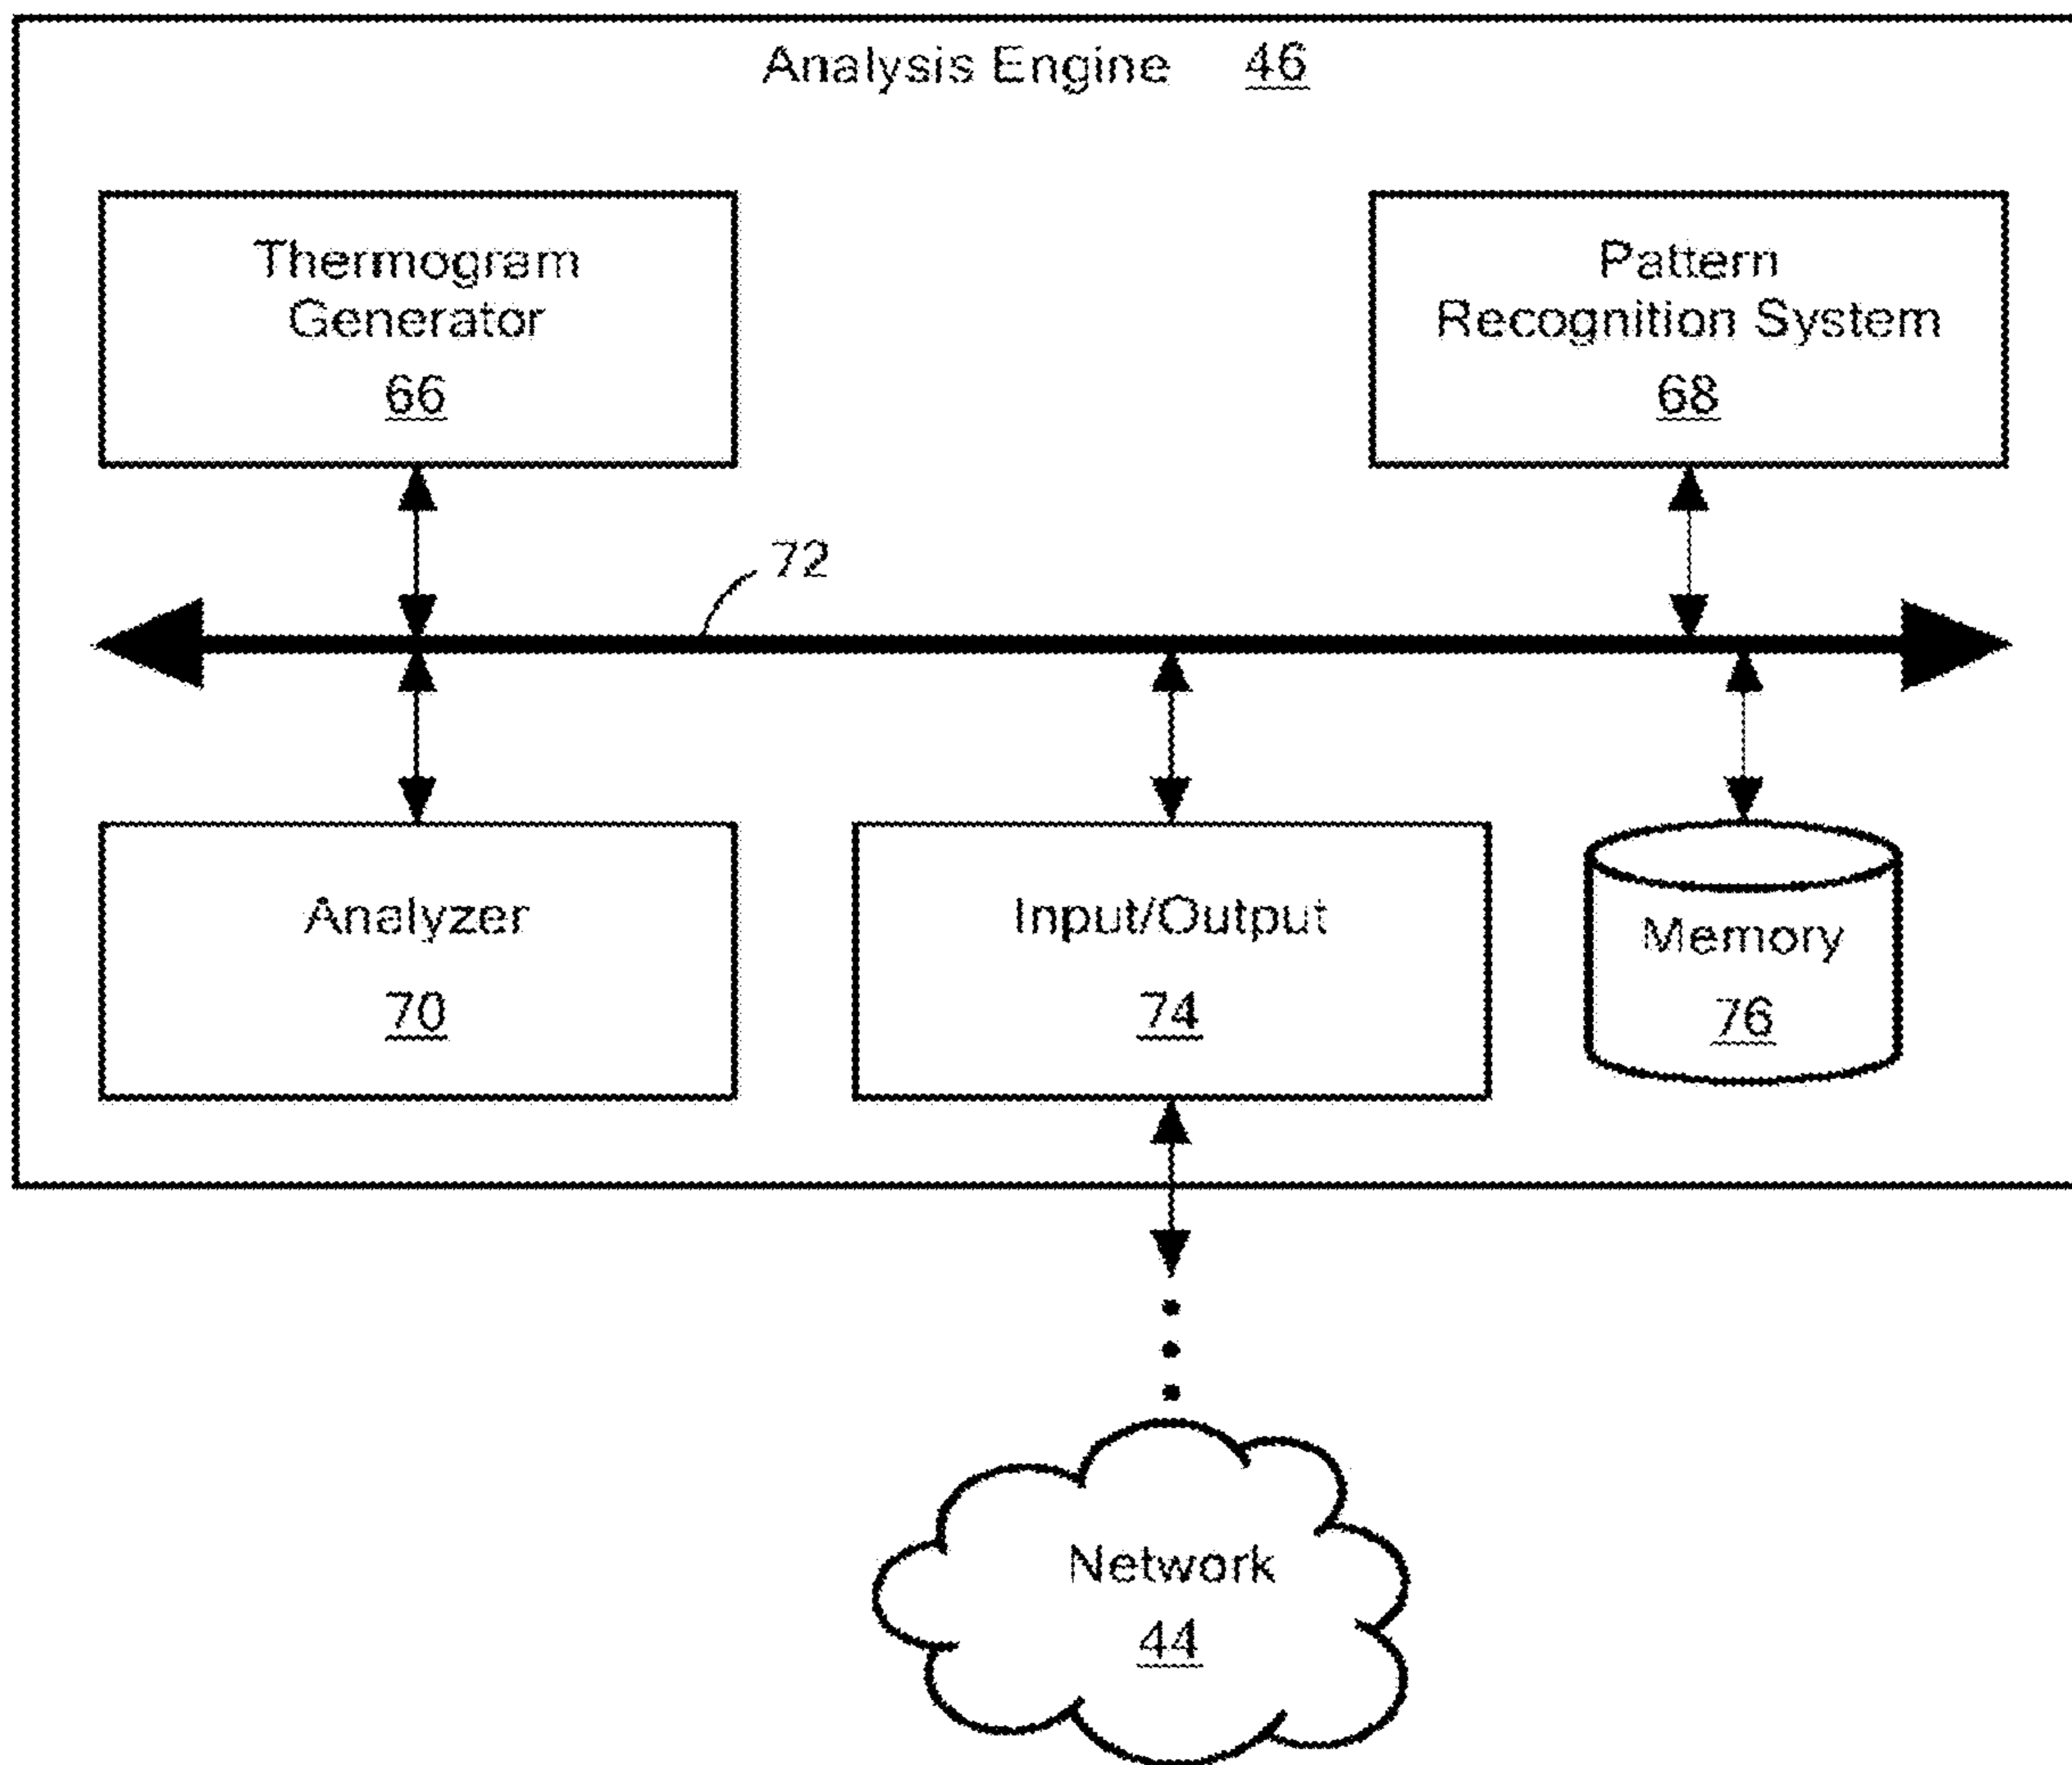 Analysis Engine 46
Thermogram
Generator
66
Pattern
Recognition System
68
72
Analyzer
70
Input/Output
74
Memory
76
Network
44